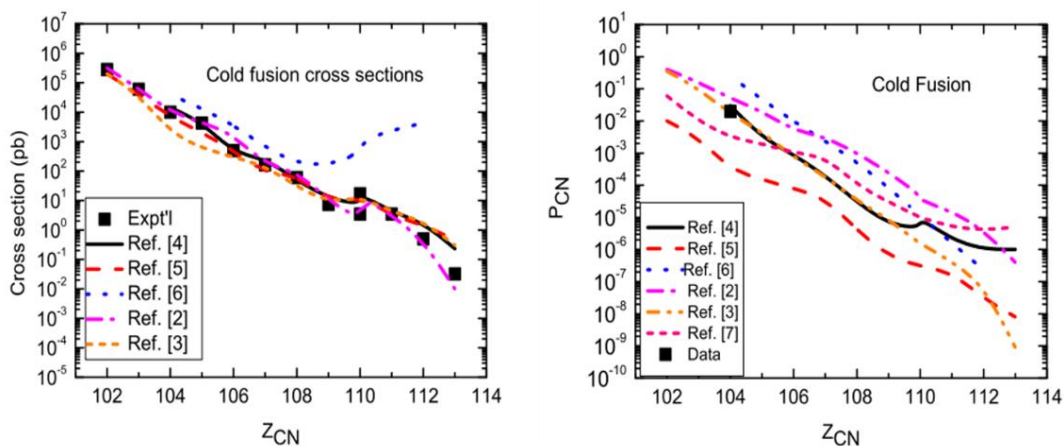 Cold fusion cross sections
Cross section (pb)
10^7
10^6
10^5
10^4
10^3
10^2
10^1
10^0
10^-1
10^-2
10^-3
10^-4
10^-5
Expt'l
Ref. [4]
Ref. [5]
Ref. [6]
Ref. [2]
Ref. [3]
102 104 106 108 110 112 114
Z_CN
Cold Fusion
P_CN
10^1
10^0
10^-1
10^-2
10^-3
10^-4
10^-5
10^-6
10^-7
10^-8
10^-9
10^-10
Ref. [4]
Ref. [5]
Ref. [6]
Ref. [2]
Ref. [3]
Ref. [7]
Data
102 104 106 108 110 112 114
Z_CN